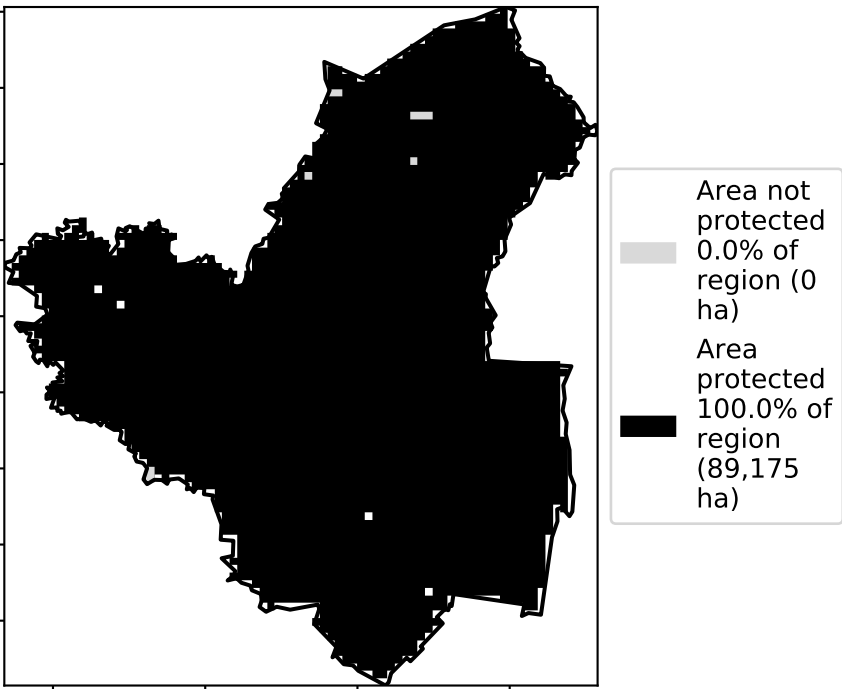 Area not
protected
0.0% of
region (0
ha)
Area
protected
100.0% of
region
(89,175
ha)